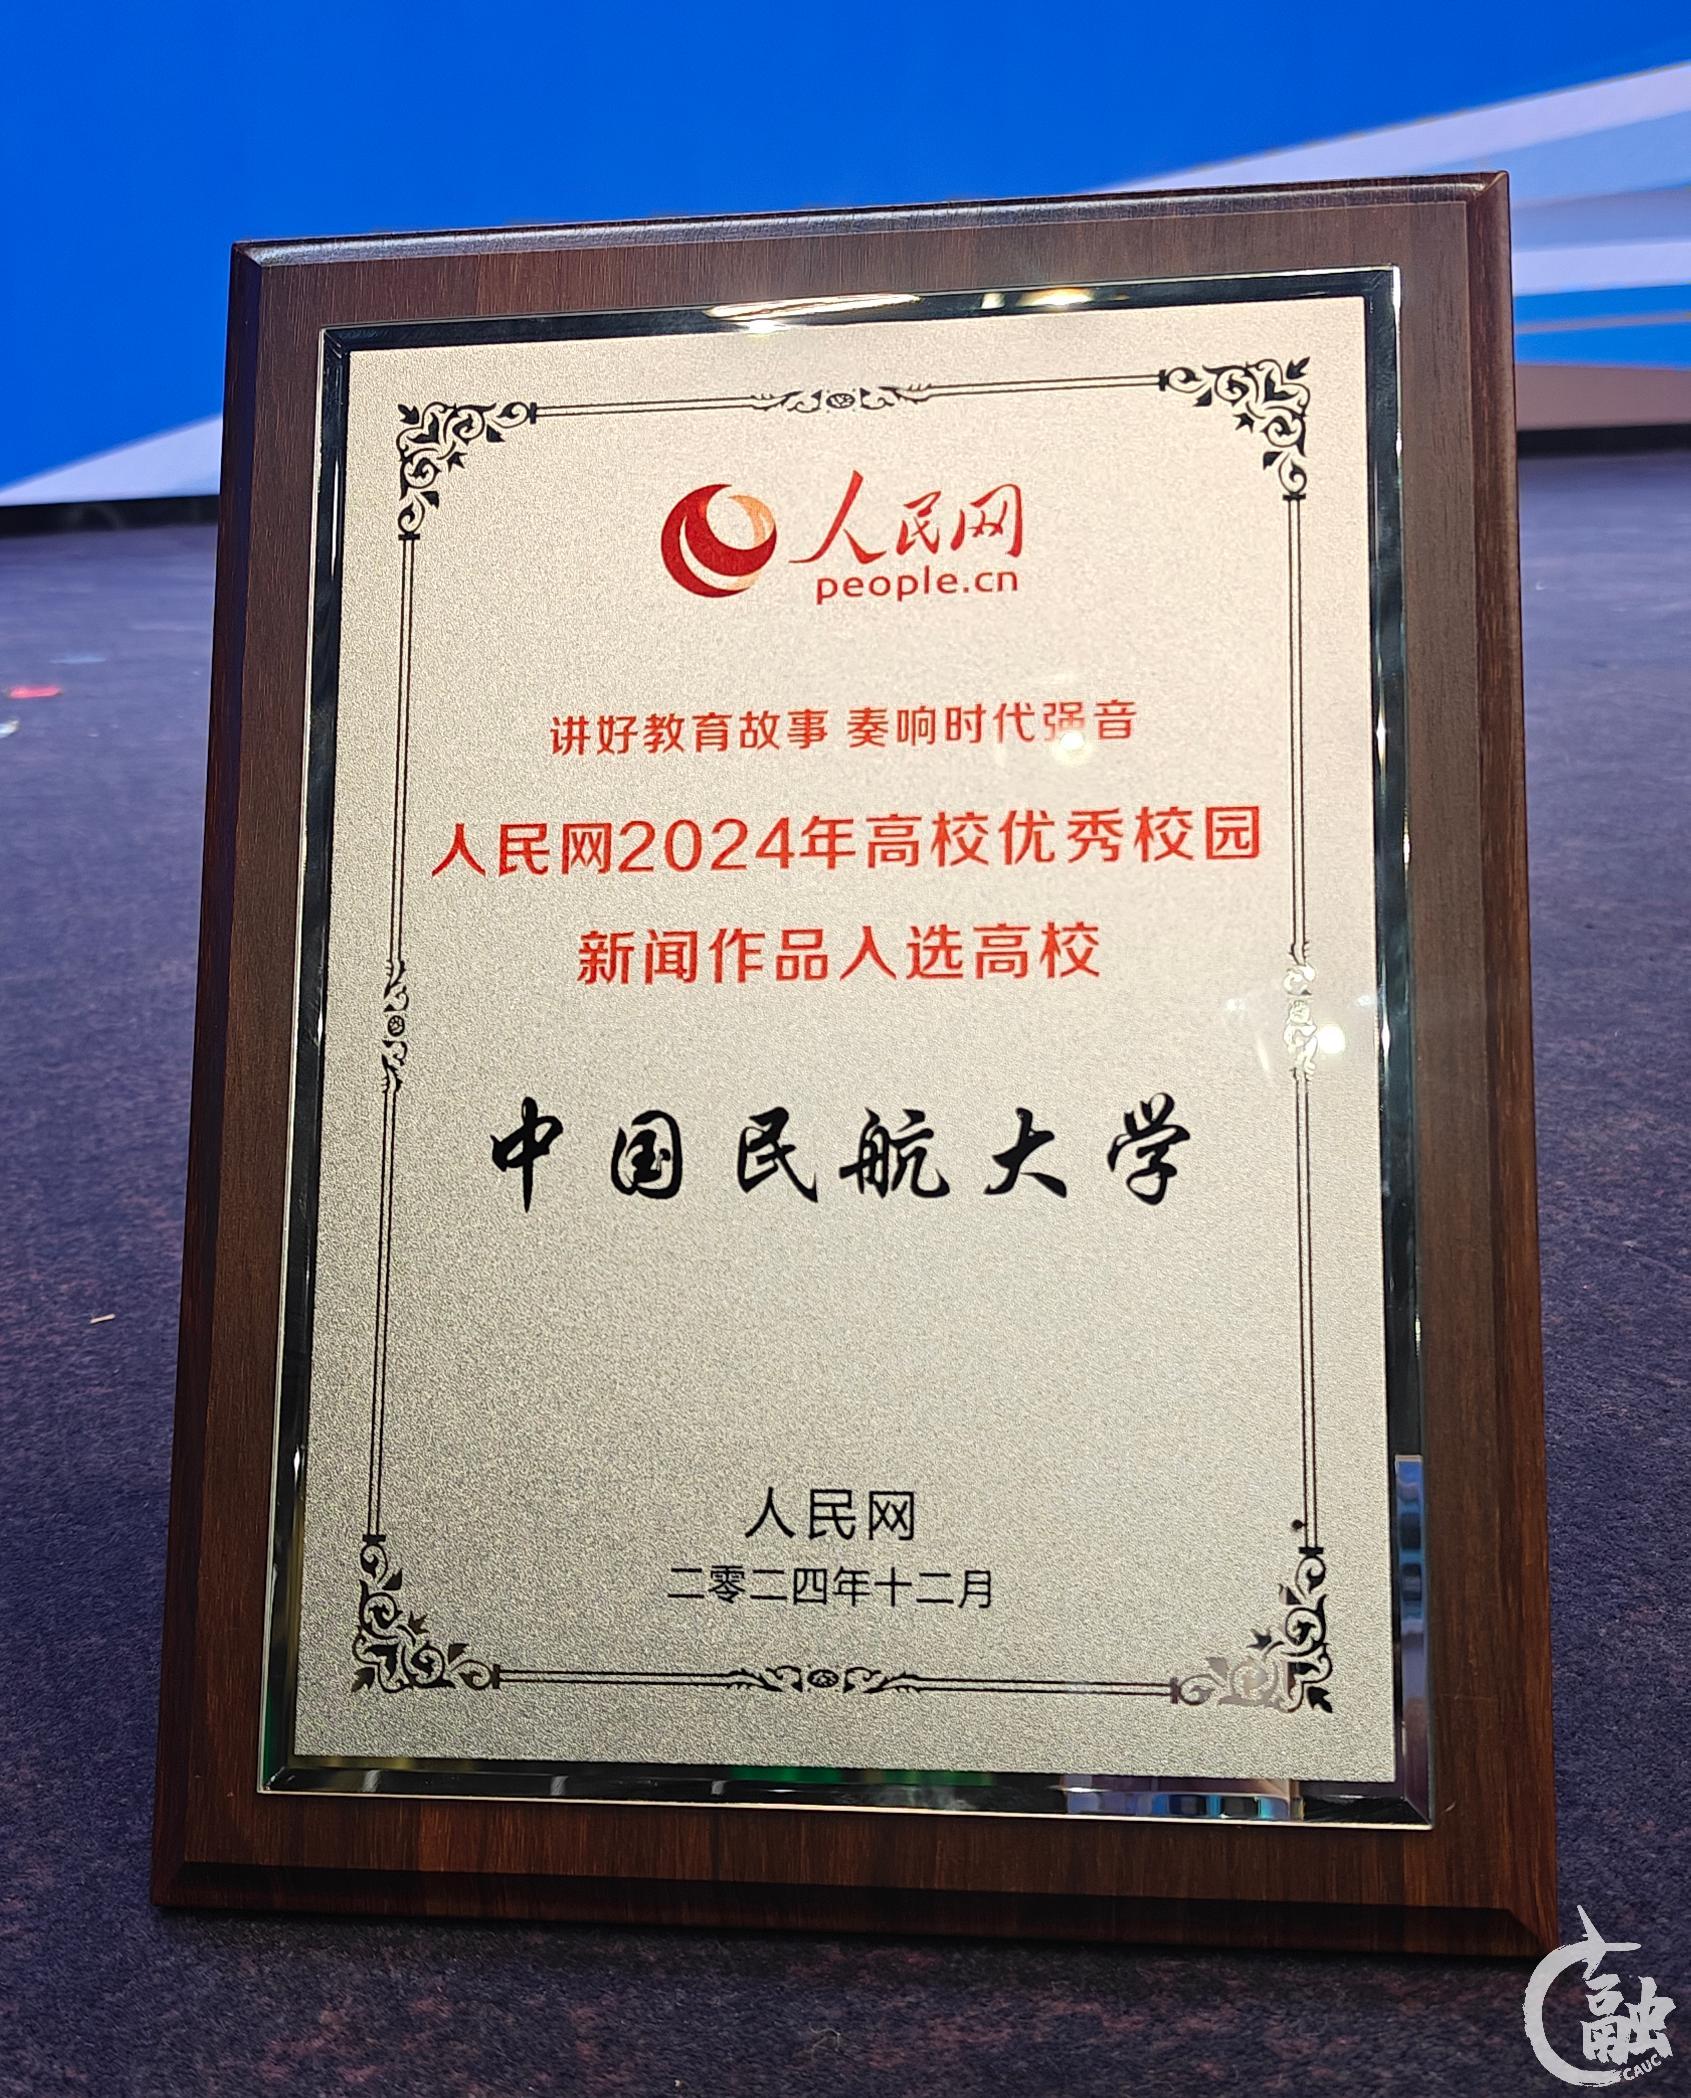 人民网
people.cn
讲好教育故事 奏响时代强音
人民网2024年高校优秀校园
新闻作品入选高校
中国民航大学
人民网
二零二四年十二月
融
CAUC